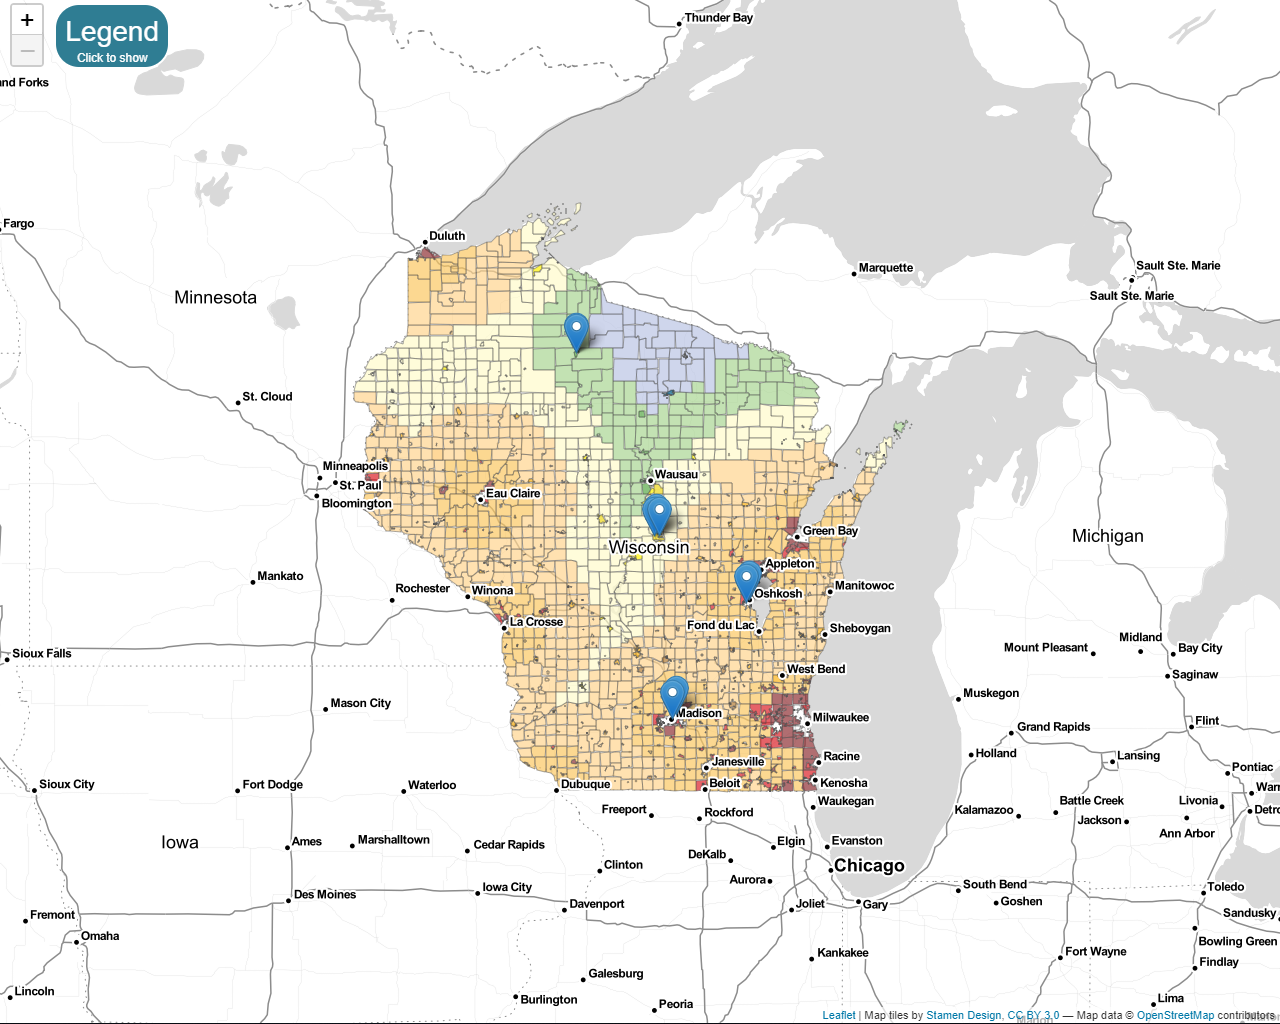 +
Legend
Click to show
−
Thunder Bay
and Forks
Fargo
Duluth
Marquette
Sault Ste. Marie
Sault Ste. Marie
Minnesota
St. Cloud
Minneapolis
St. Paul
Bloomington
Eau Claire
Wausau
Green Bay
Wisconsin
Michigan
Appleton
Mankato
Rochester
Winona
Oshkosh
Manitowoc
La Crosse
Fond du Lac
Sheboygan
Sioux Falls
Mount Pleasant
Midland
Bay City
West Bend
Saginaw
Mason City
Muskegon
Madison
Milwaukee
Grand Rapids
Flint
Holland
Lansing
Janesville
Racine
Pontiac
Sioux City
Fort Dodge
Waterloo
Dubuque
Beloit
Kenosha
Waukegan
Freeport
Rockford
Kalamazoo
Battle Creek
Jackson
Livonia
Warr
Detro
Ann Arbor
Iowa
Ames
Marshalltown
Cedar Rapids
Elgin
Evanston
DeKalb
Chicago
Clinton
Aurora
Des Moines
Iowa City
Davenport
Joliet
Gary
South Bend
Goshen
Toledo
Fremont
Omaha
Sandusky
Bowling Green
Kankakee
Fort Wayne
Findlay
Galesburg
Lincoln
Burlington
Peoria
Lima
Leaflet | Map tiles by Stamen Design, CC BY 3.0 — Map data © OpenStreetMap contributors